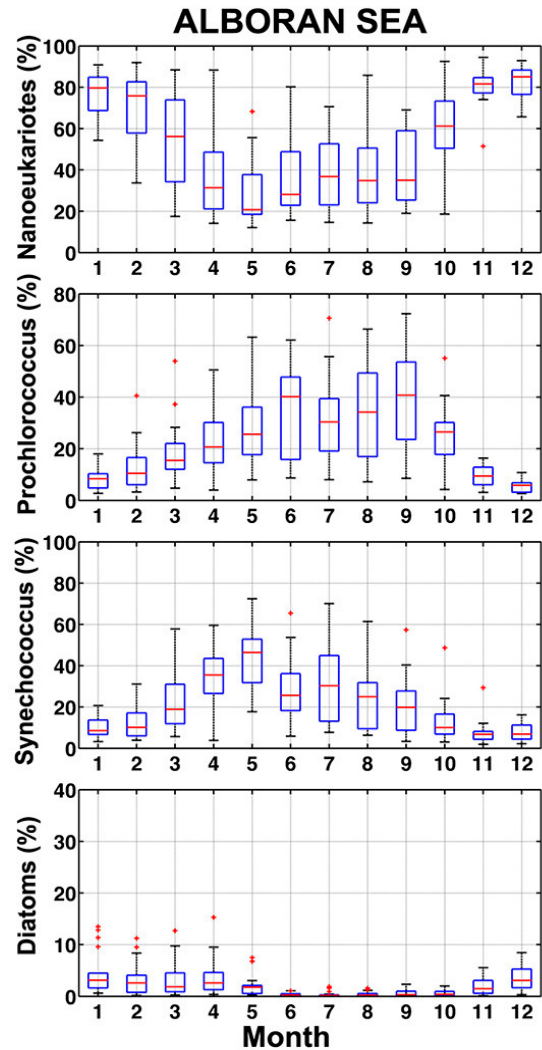 ALBORAN SEA
Nanoeukariotes (%)
100
80
60
40
20
0
1 2 3 4 5 6 7 8 9 10 11 12
Prochlorococcus (%)
80
60
40
20
0
1 2 3 4 5 6 7 8 9 10 11 12
Synechococcus (%)
100
80
60
40
20
0
1 2 3 4 5 6 7 8 9 10 11 12
Diatoms (%)
40
30
20
10
0
1 2 3 4 5 6 7 8 9 10 11 12
Month